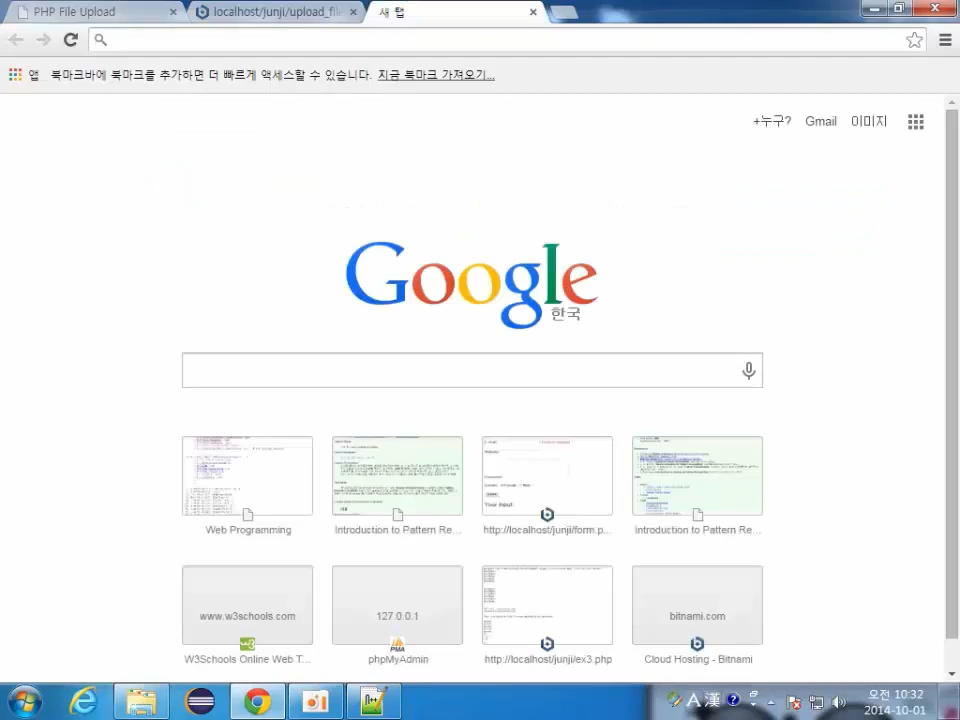 PHP File Upload
localhost/junji/upload_file
새 탭
앱 북마크바에 북마크를 추가하면 더 빠르게 액세스할 수 있습니다. 지금 북마크 가져오기...
+누구? Gmail 이미지
Google
한국
Web Programming
Introduction to Pattern Re...
http://localhost/junji/form.p...
Introduction to Pattern Re...
www.w3schools.com
127.0.0.1
bitnami.com
W3Schools Online Web T...
phpMyAdmin
http://localhost/junji/ex3.php
Cloud Hosting - Bitnami
A 漢
오전 10:32
2014-10-01